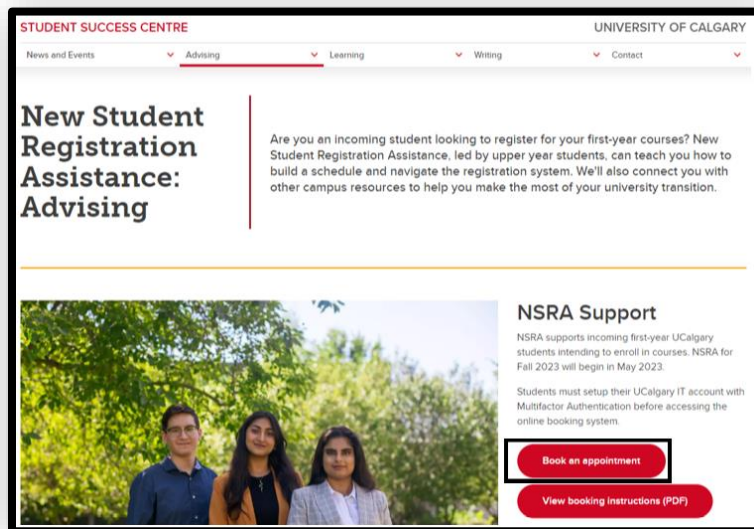 STUDENT SUCCESS CENTRE
UNIVERSITY OF CALGARY
News and Events
Advising
Learning
Writing
Contact
New Student
Registration
Assistance:
Advising
Are you an incoming student looking to register for your first-year courses? New
Student Registration Assistance, led by upper year students, can teach you how to
build a schedule and navigate the registration system. We'll also connect you with
other campus resources to help you make the most of your university transition.
NSRA Support
NSRA supports incoming first-year UCalgary
students intending to enroll in courses. NSRA for
Fall 2023 will begin in May 2023.
Students must setup their UCalgary IT account with
Multifactor Authentication before accessing the
online booking system.
Book an appointment
View booking instructions (PDF)